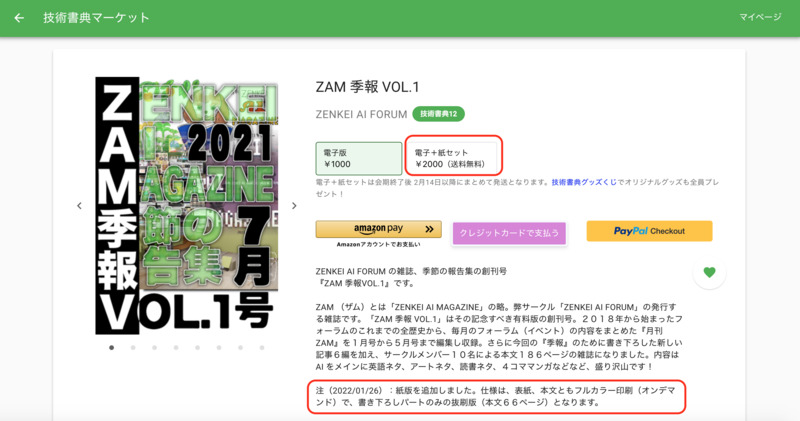 技術書典マーケット
マイページ
ZENKEI
AI
2021
MAGAZINE
7月
季節の
報告集
ZAM季報V
OL.1号
ZAM 季報 VOL.1
ZENKEI AI FORUM 技術書典12
電子版
￥1000
電子＋紙セット
￥2000（送料無料）
電子＋紙セットは会期終了後 2月14日以降にまとめて発送となります。技術書典グッズくじでオリジナルグッズも全員プレ
ゼント！
amazon pay
Amazonアカウントでお支払い
クレジットカードで支払う
PayPal Checkout
ZENKEI AI FORUM の雑誌、季節の報告集の創刊号
『ZAM 季報VOL.1』です。
ZAM （ザム）とは「ZENKEI AI MAGAZINE」の略。弊サークル「ZENKEI AI FORUM」の発行す
る雑誌です。「ZAM 季報 VOL.1」はその記念すべき有料版の創刊号。２０１８年から始まったフ
ォーラムのこれまでの全歴史から、毎月のフォーラム（イベント）の内容をまとめた『月刊
ZAM』を１月号から５月号まで編集し収録。さらに今回の『季報』のために書き下ろした新しい
記事６編を加え、サークルメンバー１０名による本文１８６ページの雑誌になりました。内容は
AI をメインに英語ネタ、アートネタ、読書ネタ、４コママンガなどなど、盛り沢山です！
注（2022/01/26）：紙版を追加しました。仕様は、表紙、本文ともフルカラー印刷（オンデマ
ンド）で、書き下ろしパートのみの抜刷版（本文６６ページ）となります。